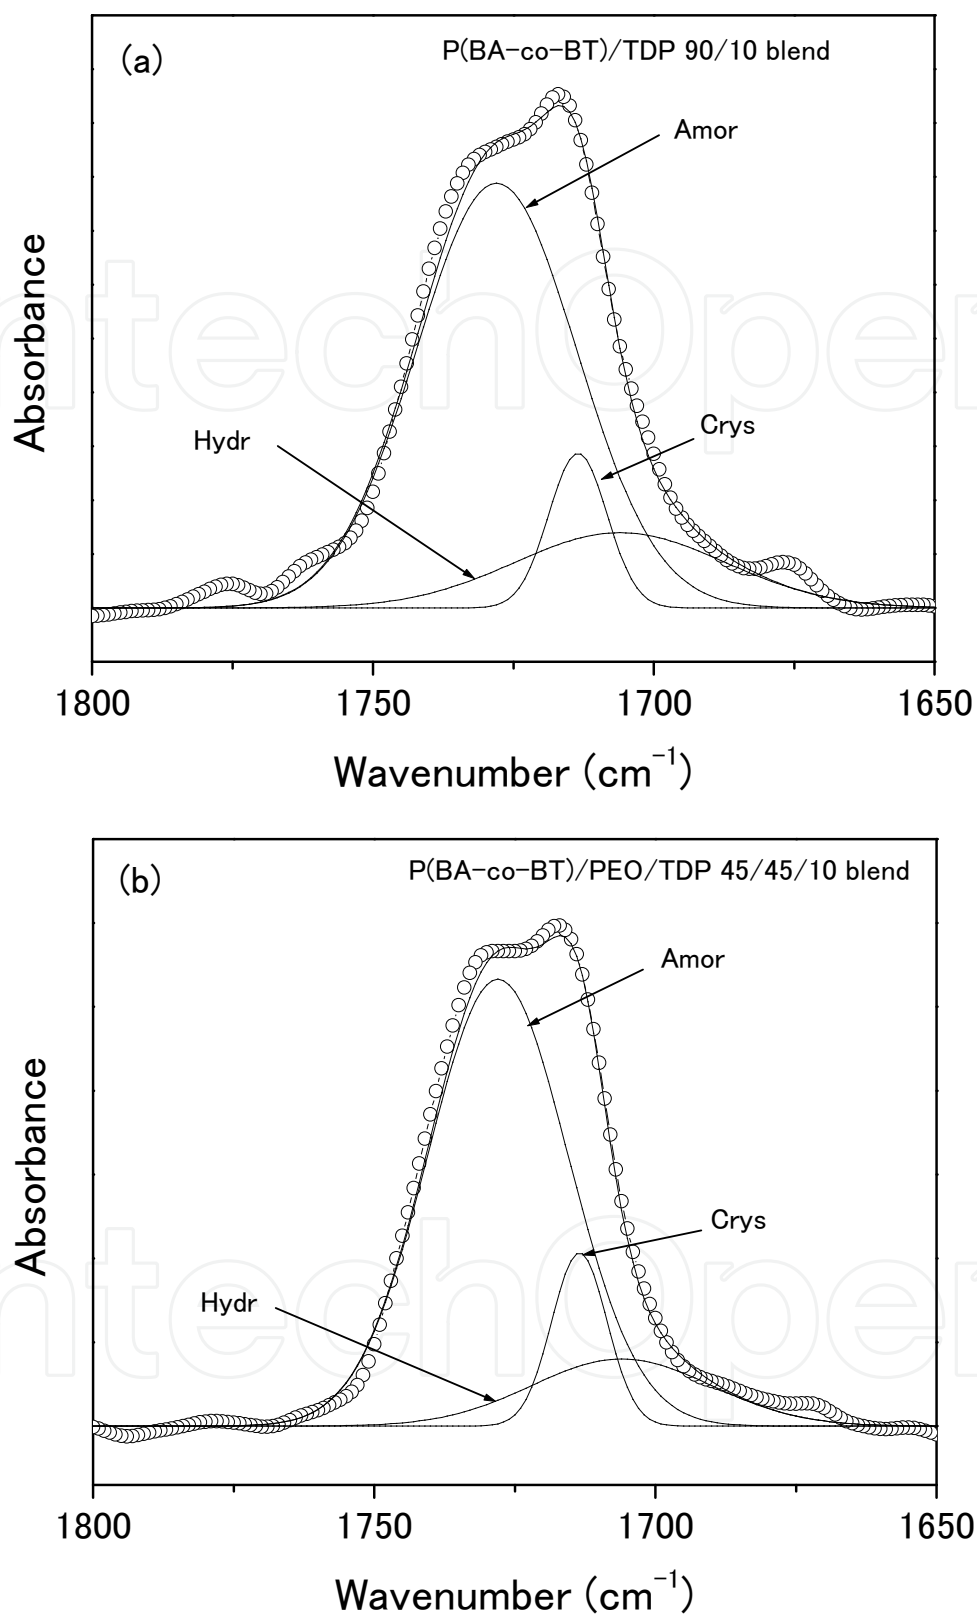 (a)
P(BA-co-BT)/TDP 90/10 blend
Amor
Absorbance
Crys
Hydr
1800 1750 1700 1650
Wavenumber (cm⁻¹)
(b)
P(BA-co-BT)/PEO/TDP 45/45/10 blend
Amor
Absorbance
Crys
Hydr
1800 1750 1700 1650
Wavenumber (cm⁻¹)
ntechOpe
ntechOpe